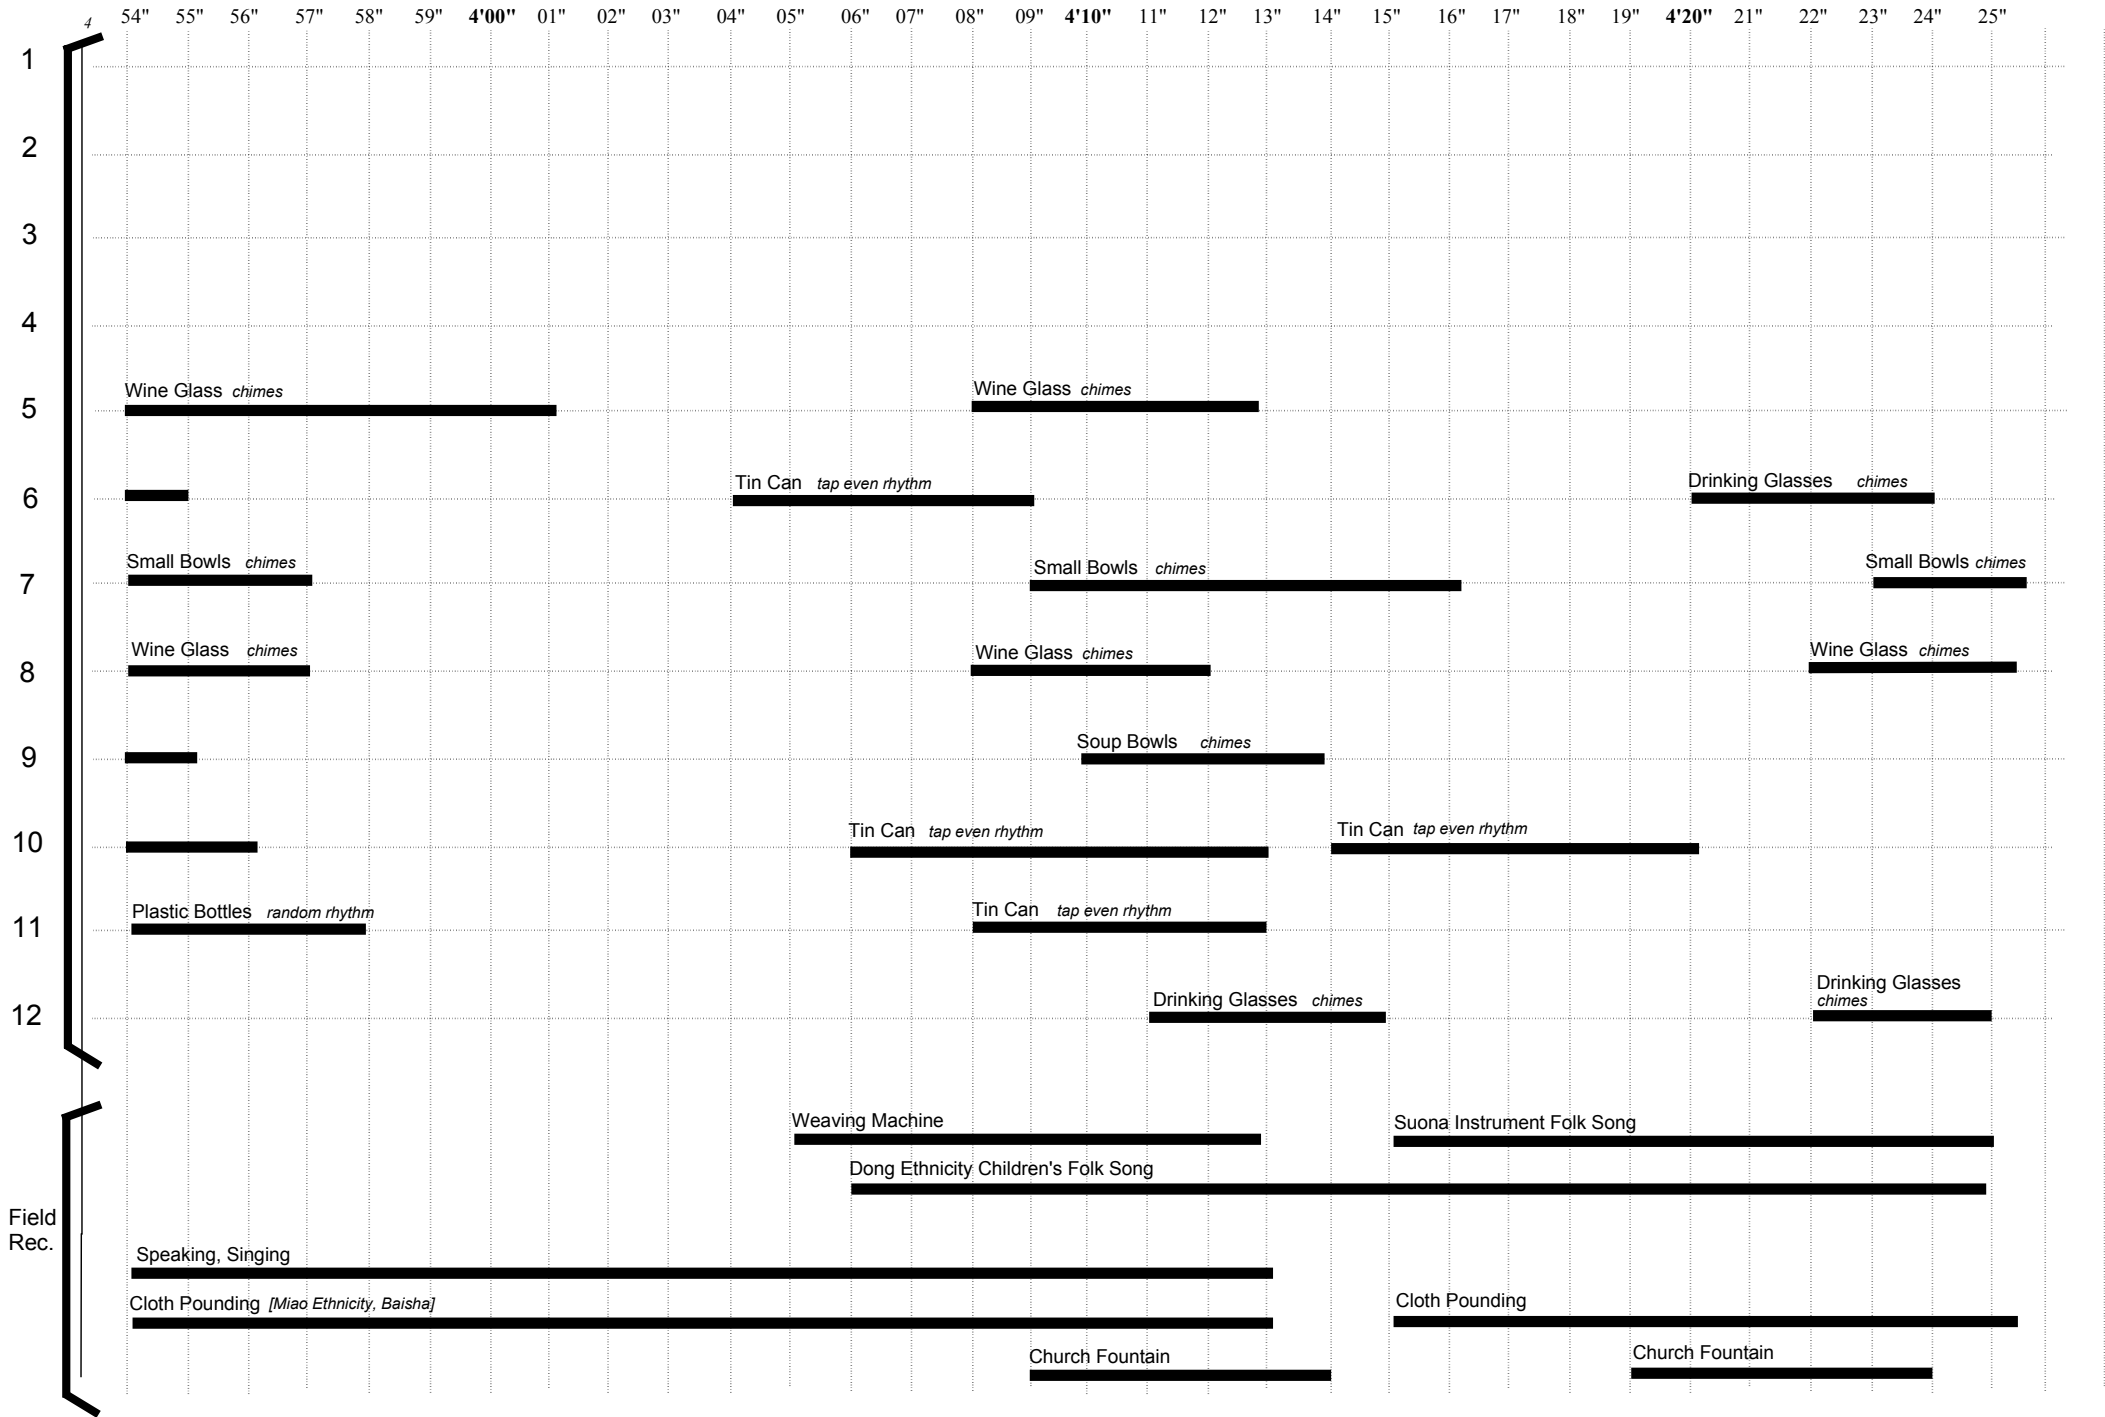 4 54" 55" 56" 57" 58" 59" 4'00" 01" 02" 03" 04" 05" 06" 07" 08" 09" 4'10" 11" 12" 13" 14" 15" 16" 17" 18" 19" 4'20" 21" 22" 23" 24" 25"
1
2
3
4
Wine Glass chimes Wine Glass chimes
5
Tin Can tap even rhythm Drinking Glasses chimes
6
Small Bowls chimes Small Bowls chimes Small Bowls chimes
7
Wine Glass chimes Wine Glass chimes Wine Glass chimes
8
Soup Bowls chimes
9
Tin Can tap even rhythm Tin Can tap even rhythm
10
Plastic Bottles random rhythm Tin Can tap even rhythm
11
Drinking Glasses chimes Drinking Glasses
chimes
12
Weaving Machine Suona Instrument Folk Song
Dong Ethnicity Children's Folk Song
Field
Rec.
Speaking, Singing
Cloth Pounding [Miao Ethnicity, Baisha] Cloth Pounding
Church Fountain Church Fountain